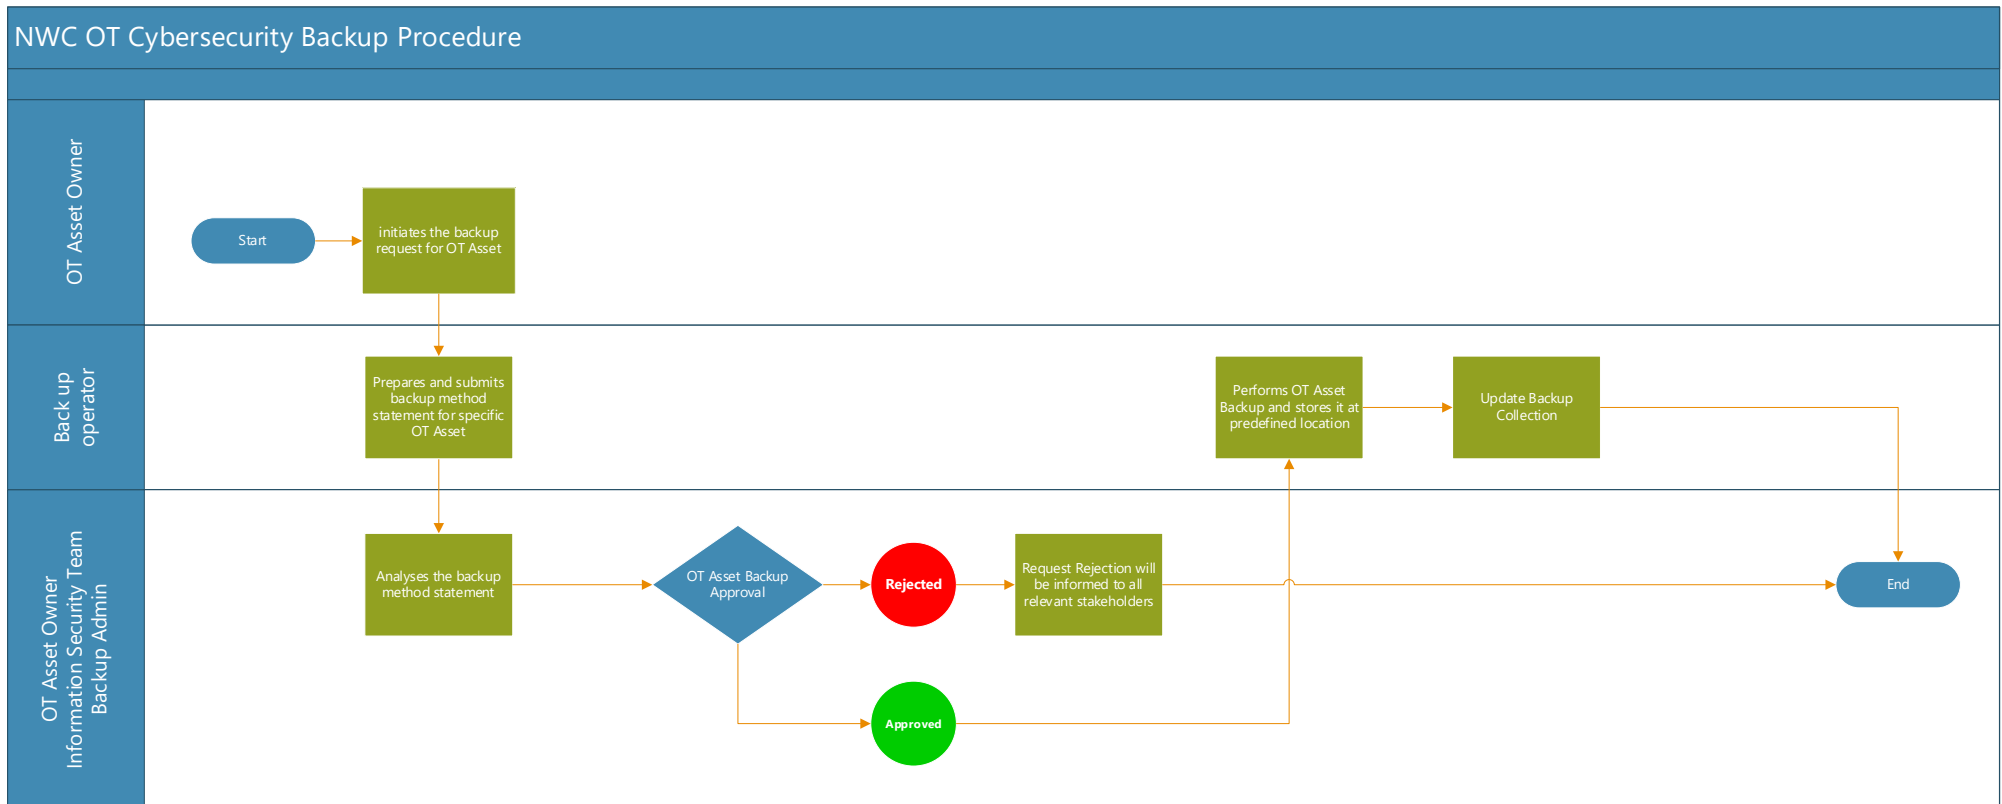 NWC OT Cybersecurity Backup Procedure
OT Asset Owner
Start
initiates the backup
request for OT Asset
Back up
operator
Prepares and submits
backup method
statement for specific
OT Asset
Performs OT Asset
Backup and stores it at
predefined location
Update Backup
Collection
OT Asset Owner
Information Security Team
Backup Admin
Analyses the backup
method statement
OT Asset Backup
Approval
Rejected
Request Rejection will
be informed to all
relevant stakeholders
End
Approved